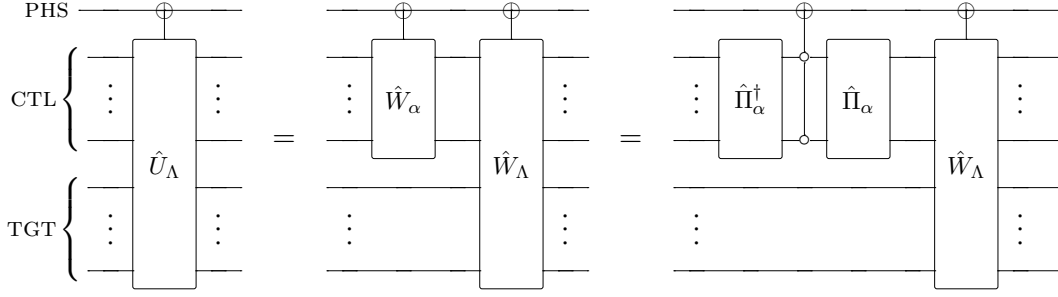 PHS
CTL
Ŵ_α Π̂_α^† Π̂_α
=
=
Û_Λ Ŵ_Λ Ŵ_Λ
TGT